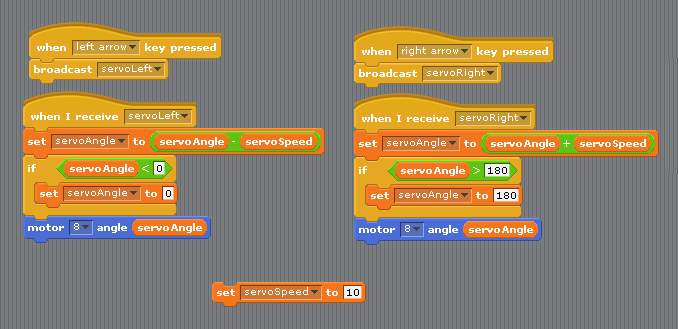 when left arrow key pressed
broadcast servoLeft
when I receive servoLeft
set servoAngle to servoAngle - servoSpeed
if servoAngle < 0
set servoAngle to 0
motor 8 angle servoAngle
when right arrow key pressed
broadcast servoRight
when I receive servoRight
set servoAngle to servoAngle + servoSpeed
if servoAngle > 180
set servoAngle to 180
motor 8 angle servoAngle
set servoSpeed to 10